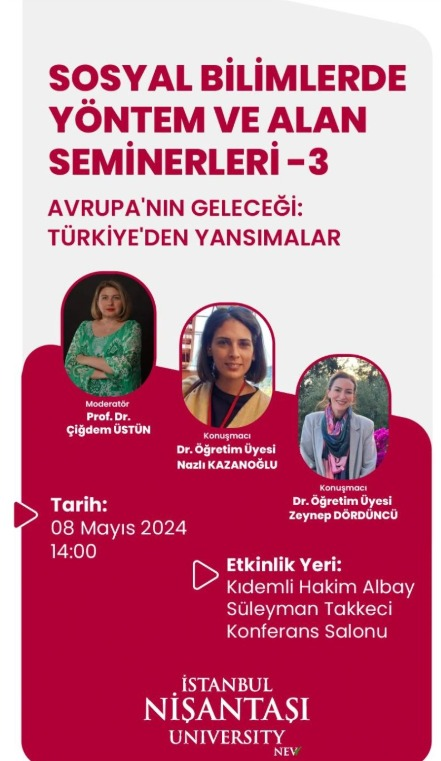 SOSYAL BİLİMLERDE
YÖNTEM VE ALAN
SEMİNERLERİ -3
AVRUPA'NIN GELECEĞİ:
TÜRKİYE'DEN YANSIMALAR
Moderatör
Prof. Dr.
Çiğdem ÜSTÜN
Konuşmacı
Dr. Öğretim Üyesi
Nazlı KAZANOĞLU
Konuşmacı
Dr. Öğretim Üyesi
Zeynep DÖRDÜNCÜ
Tarih:
08 Mayıs 2024
14:00
Etkinlik Yeri:
Kıdemli Hakim Albay
Süleyman Takkeci
Konferans Salonu
İSTANBUL
NİŞANTAŞI
UNIVERSITY
NEV